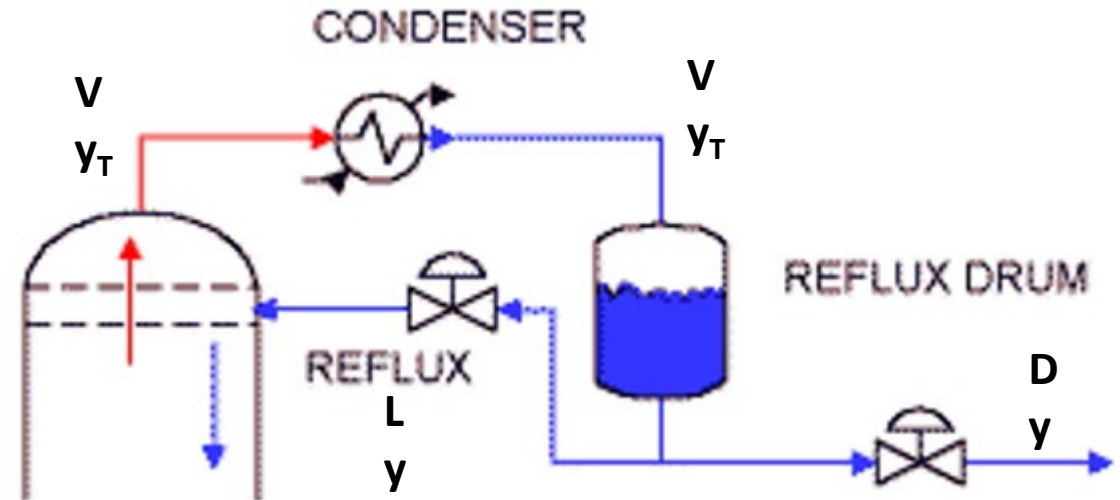 CONDENSER
V
y_T
V
y_T
REFLUX DRUM
REFLUX
L
y
D
y